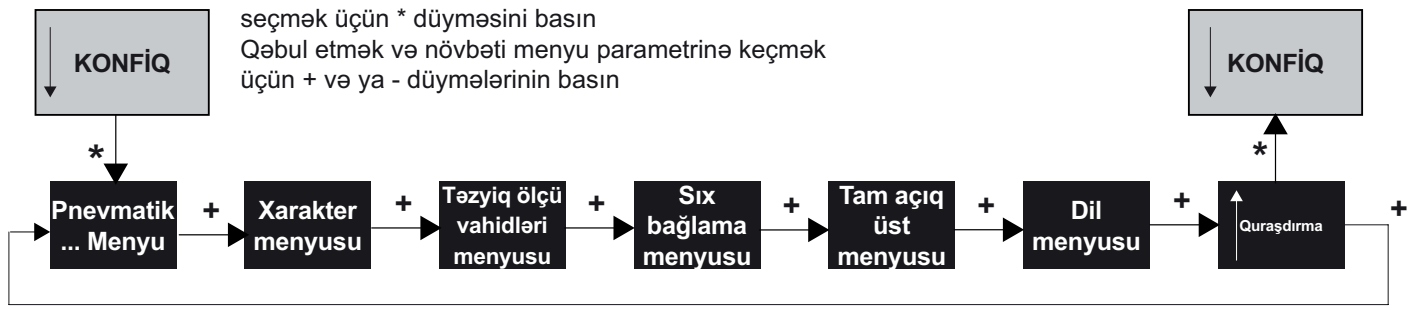 seçmək üçün * düyməsini basın
Qəbul etmək və növbəti menyu parametrinə keçmək
üçün + və ya - düymələrinin basın
KONFİQ
KONFİQ
*
*
Pnevmatik
... Menyu
+
Xarakter
menyusu
+
Təzyiq ölçü
vahidləri
menyusu
+
Sıx
bağlama
menyusu
+
Tam açıq
üst
menyusu
+
Dil
menyusu
+
Quraşdırma
+